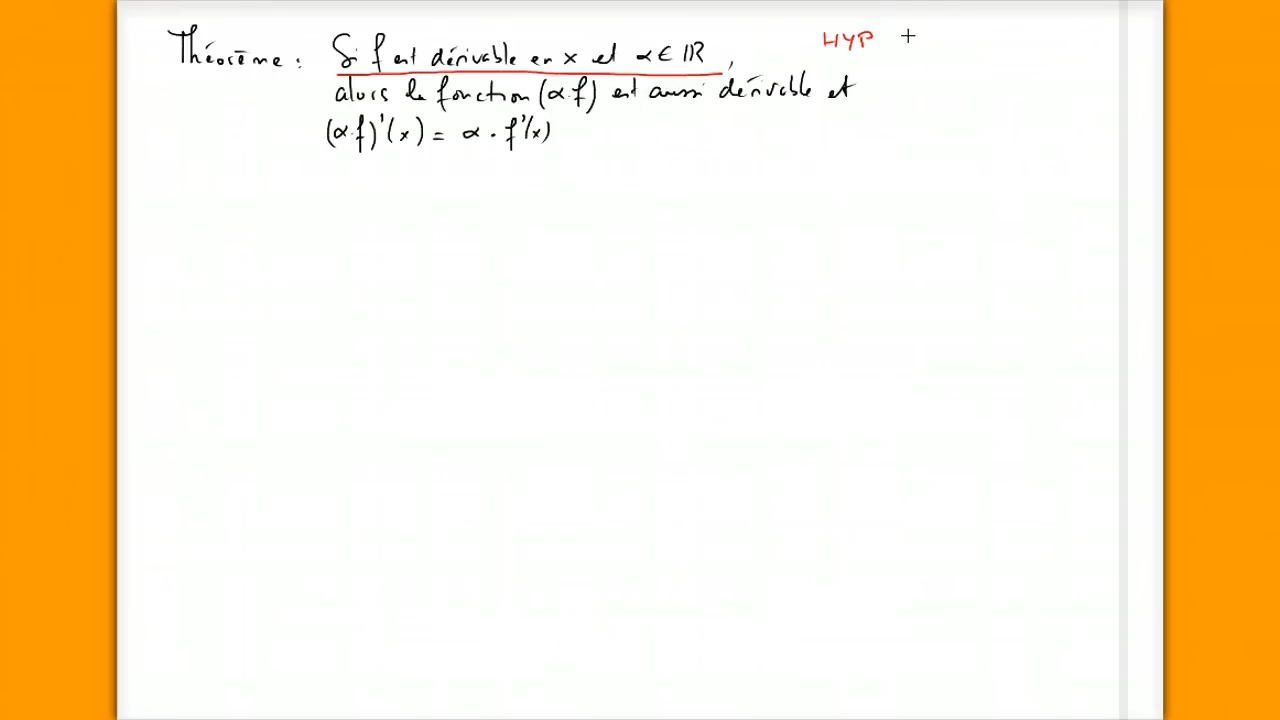 Théorème : Si f est dérivable en x et α ∈ ℝ, HYP
alors la fonction (α.f) est aussi dérivable et
(α.f)'(x) = α . f'(x)